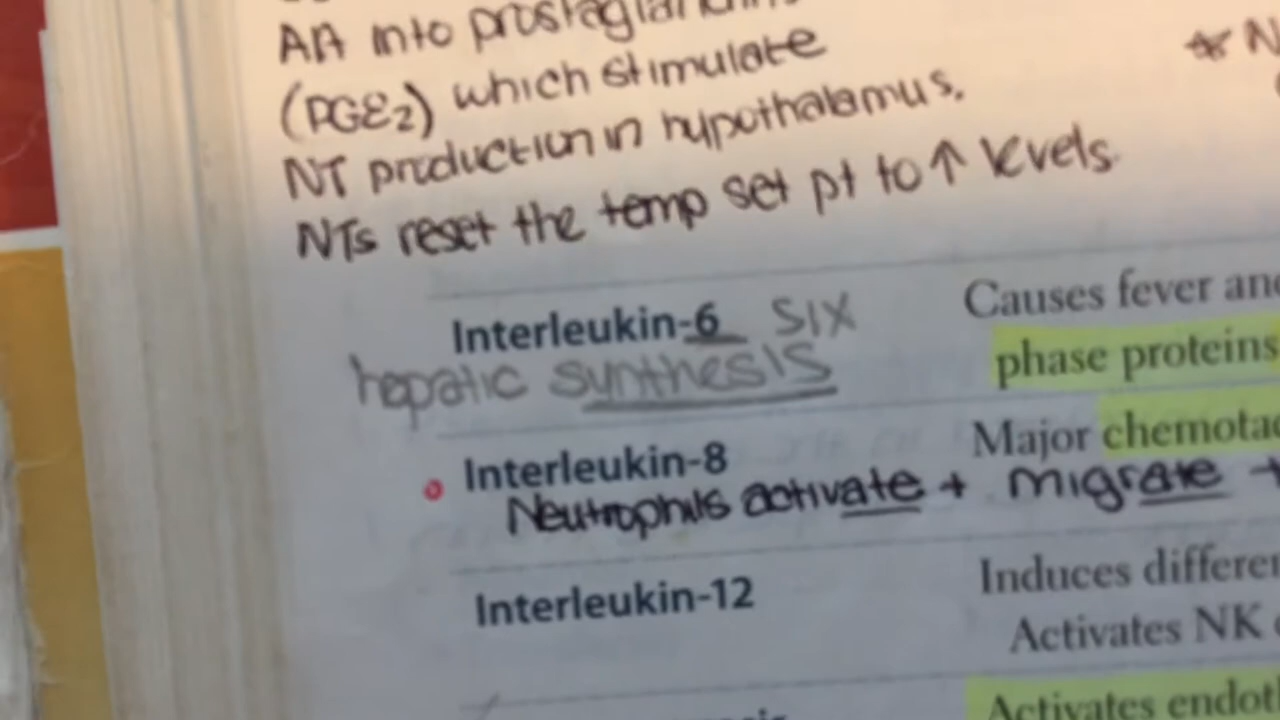 AA into prostaglandins
(PGE2) which stimulate
NT production in hypothalamus.
NTs reset the temp set pt to ↑ levels.
* N
Interleukin-6 SIX
Causes fever and
hepatic synthesis
phase proteins
Interleukin-8
Major chemotac
Neutrophils activate + migrate +
Interleukin-12
Induces differen
Activates NK
Activates endoth